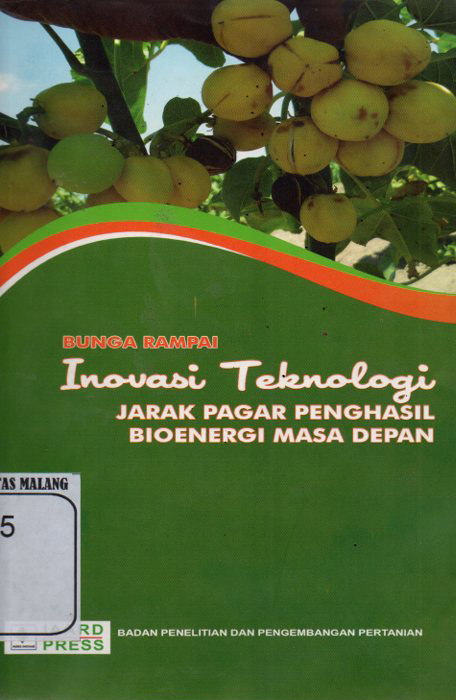 BUNGA RAMPAI
Inovasi Teknologi
JARAK PAGAR PENGHASIL
BIOENERGI MASA DEPAN
TAS MALANG
5
RD
PRESS
BADAN PENELITIAN DAN PENGEMBANGAN PERTANIAN